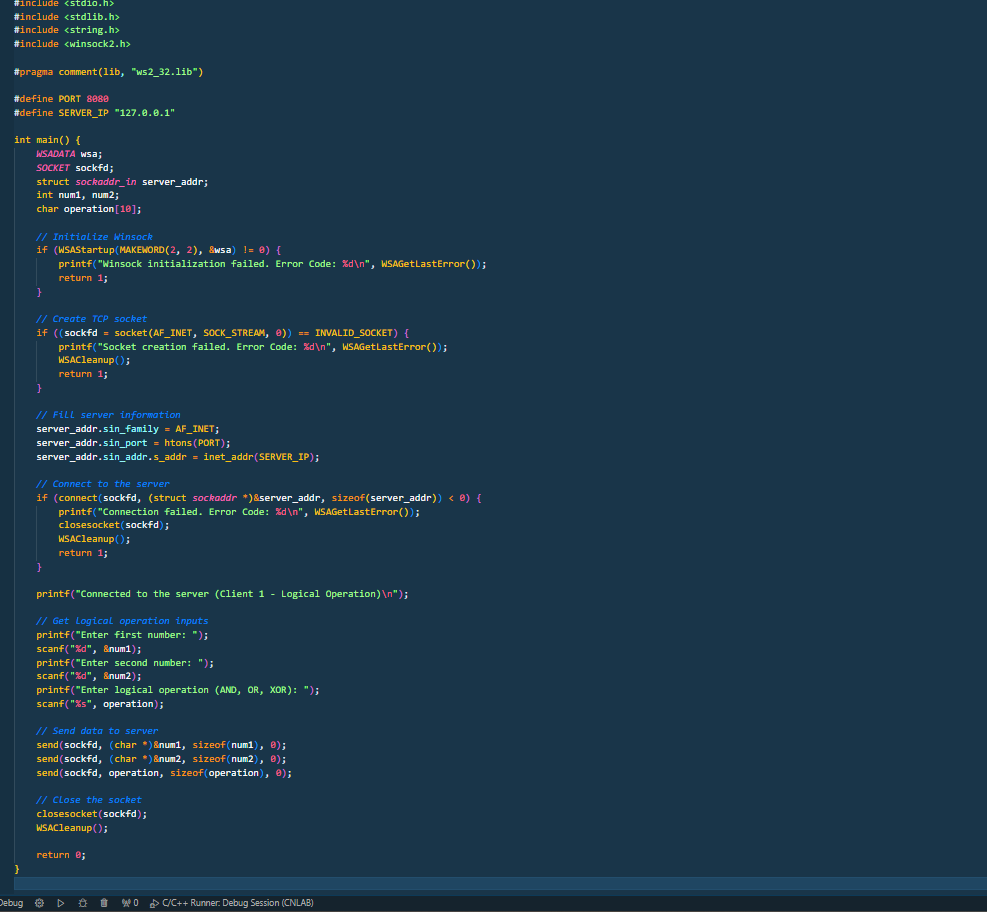 #include <stdio.h>
#include <stdlib.h>
#include <string.h>
#include <winsock2.h>
#pragma comment(lib, "ws2_32.lib")
#define PORT 8080
#define SERVER_IP "127.0.0.1"
int main() {
WSADATA wsa;
SOCKET sockfd;
struct sockaddr_in server_addr;
int num1, num2;
char operation[10];
// Initialize Winsock
if (WSAStartup(MAKEWORD(2, 2), &wsa) != 0) {
printf("Winsock initialization failed. Error Code: %d\n", WSAGetLastError());
return 1;
}
// Create TCP socket
if ((sockfd = socket(AF_INET, SOCK_STREAM, 0)) == INVALID_SOCKET) {
printf("Socket creation failed. Error Code: %d\n", WSAGetLastError());
WSACleanup();
return 1;
}
// Fill server information
server_addr.sin_family = AF_INET;
server_addr.sin_port = htons(PORT);
server_addr.sin_addr.s_addr = inet_addr(SERVER_IP);
// Connect to the server
if (connect(sockfd, (struct sockaddr *)&server_addr, sizeof(server_addr)) < 0) {
printf("Connection failed. Error Code: %d\n", WSAGetLastError());
closesocket(sockfd);
WSACleanup();
return 1;
}
printf("Connected to the server (Client 1 - Logical Operation)\n");
// Get logical operation inputs
printf("Enter first number: ");
scanf("%d", &num1);
printf("Enter second number: ");
scanf("%d", &num2);
printf("Enter logical operation (AND, OR, XOR): ");
scanf("%s", operation);
// Send data to server
send(sockfd, (char *)&num1, sizeof(num1), 0);
send(sockfd, (char *)&num2, sizeof(num2), 0);
send(sockfd, operation, sizeof(operation), 0);
// Close the socket
closesocket(sockfd);
WSACleanup();
return 0;
}
Debug 0 C/C++ Runner: Debug Session (CNLAB)